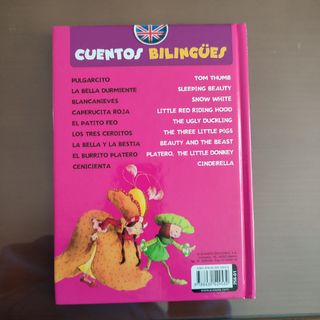 CUENTOS BILINGÜES
PULGARCITO
LA BELLA DURMIENTE
BLANCANIEVES
CAPERUCITA ROJA
EL PATITO FEO
LOS TRES CERDITOS
LA BELLA Y LA BESTIA
EL BURRITO PLATERO
CENICIENTA
TOM THUMB
SLEEPING BEAUTY
SNOW WHITE
LITTLE RED RIDING HOOD
THE UGLY DUCKLING
THE THREE LITTLE PIGS
BEAUTY AND THE BEAST
PLATERO, THE LITTLE DONKEY
CINDERELLA